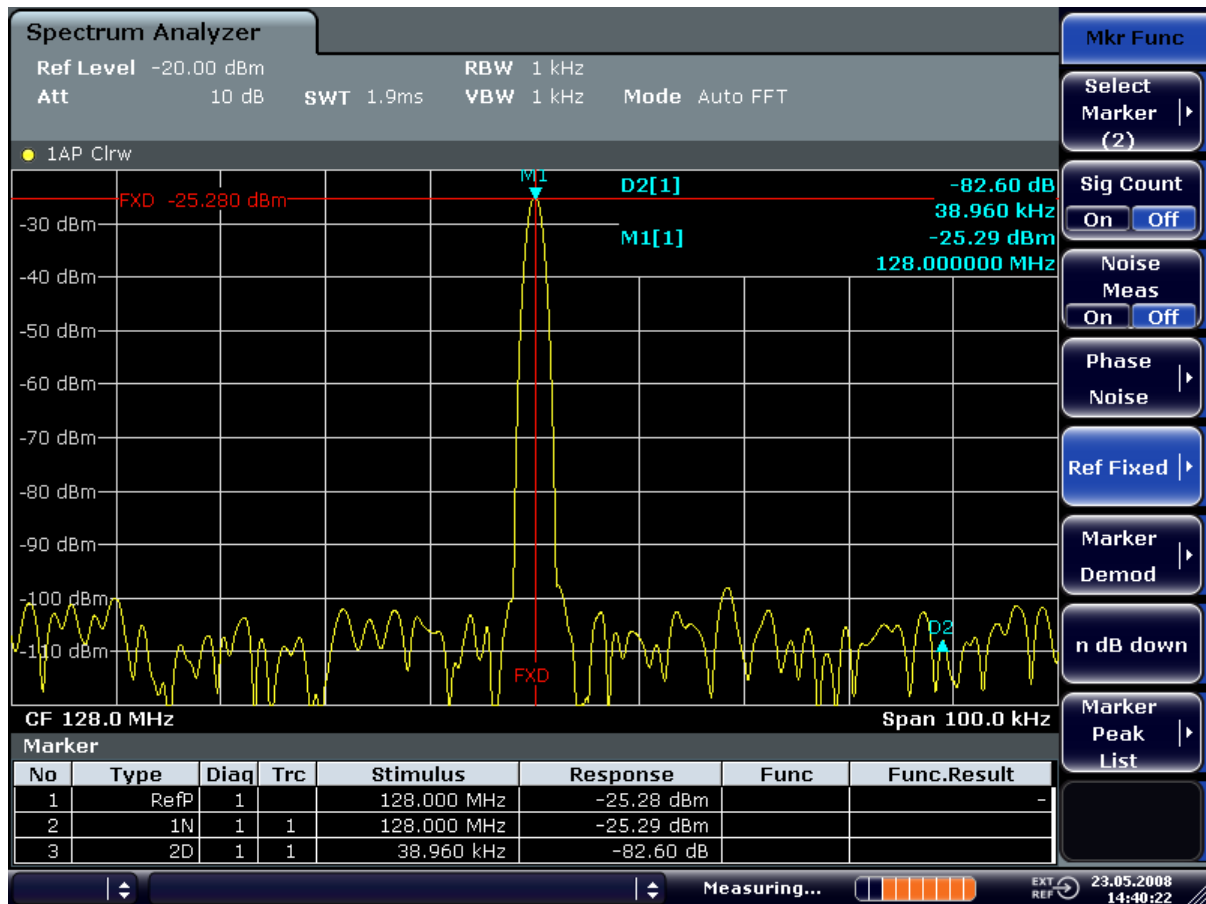 Spectrum Analyzer
Ref Level -20.00 dBm RBW 1 kHz
Att 10 dB SWT 1.9ms VBW 1 kHz Mode Auto FFT
1AP Clrw
M1
D2[1] -82.60 dB
38.960 kHz
M1[1] -25.29 dBm
128.000000 MHz
FXD -25.280 dBm
-30 dBm
-40 dBm
-50 dBm
-60 dBm
-70 dBm
-80 dBm
-90 dBm
-100 dBm
-110 dBm
D2
FXD
CF 128.0 MHz Span 100.0 kHz
Marker
No Type Diaq Trc Stimulus Response Func Func.Result
1 RefP 1 128.000 MHz -25.28 dBm -
2 1N 1 1 128.000 MHz -25.29 dBm
3 2D 1 1 38.960 kHz -82.60 dB
Mkr Func
Select
Marker
(2)
Sig Count
On Off
Noise
Meas
On Off
Phase
Noise
Ref Fixed
Marker
Demod
n dB down
Marker
Peak
List
Measuring...
EXT
REF
23.05.2008
14:40:22